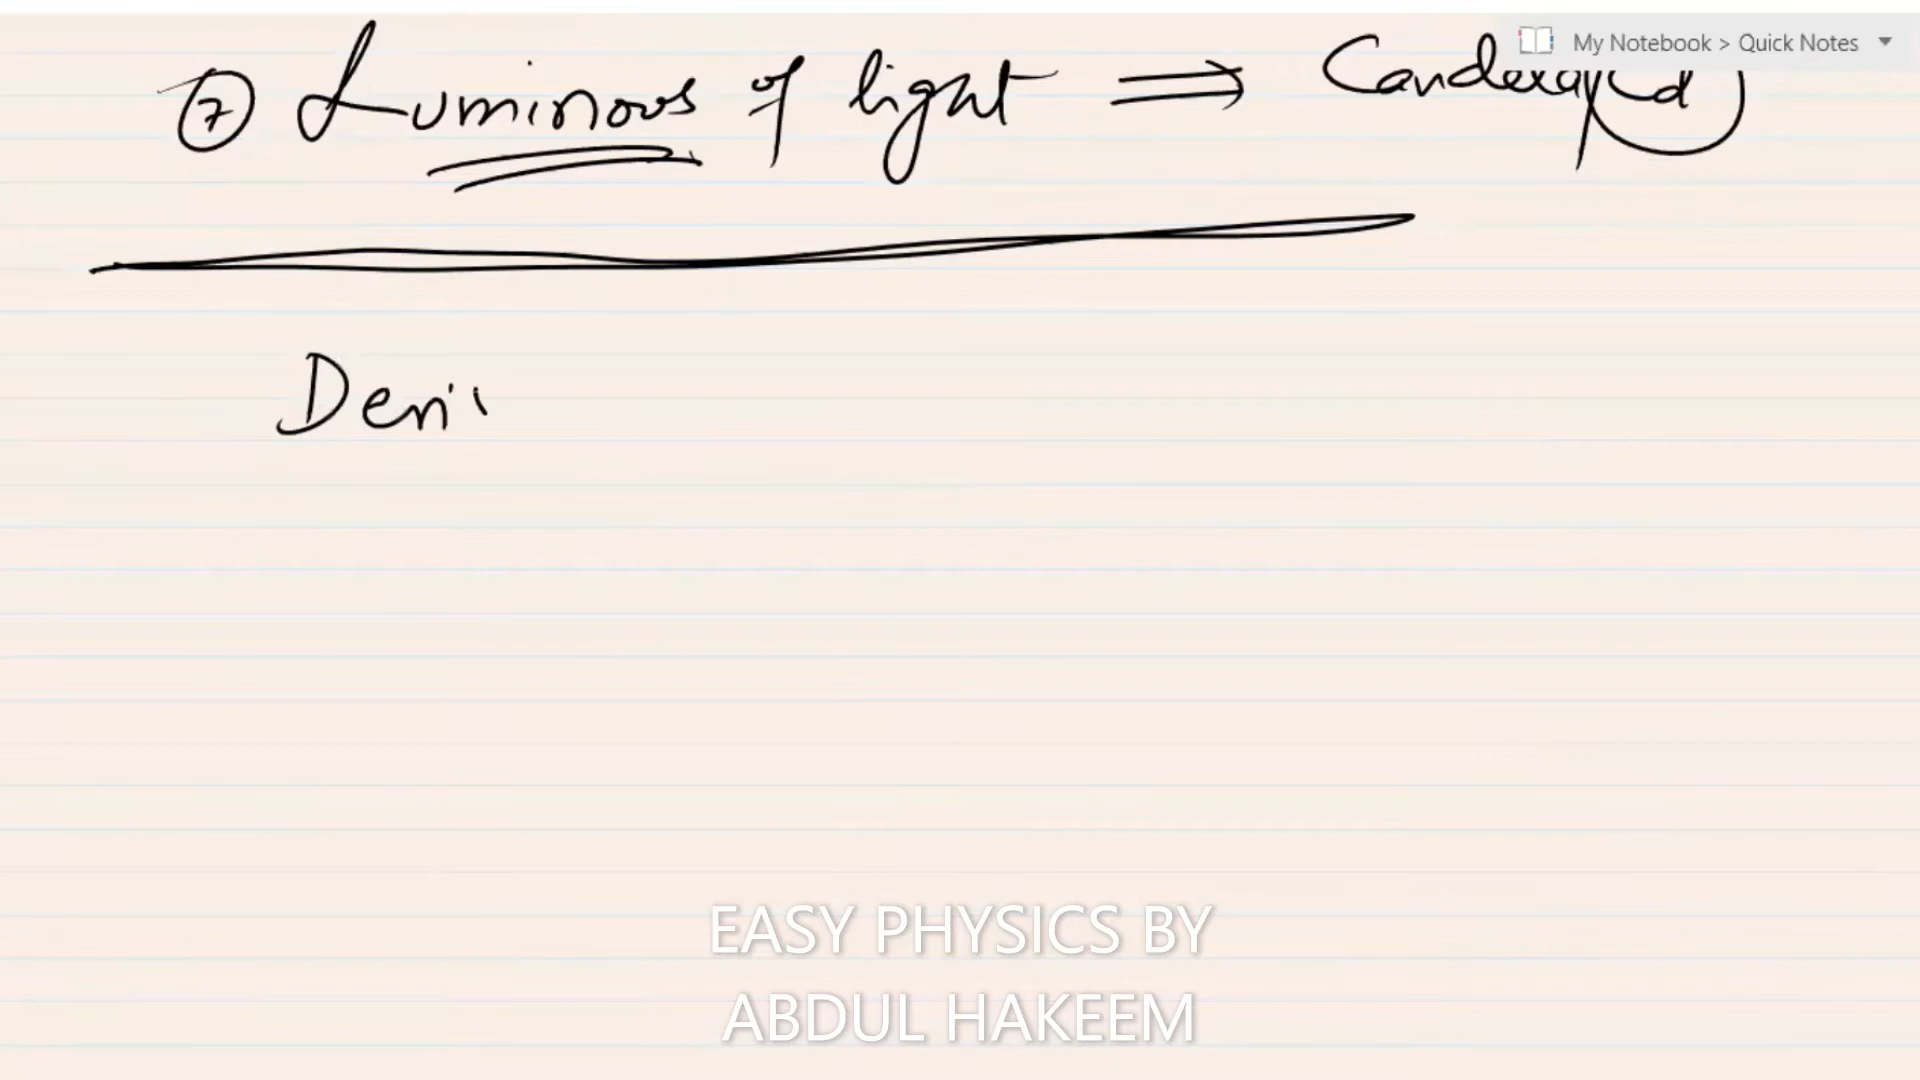 My Notebook > Quick Notes
⑦ Luminous of light ⇒ Candela (cd)
Deri
EASY PHYSICS BY
ABDUL HAKEEM